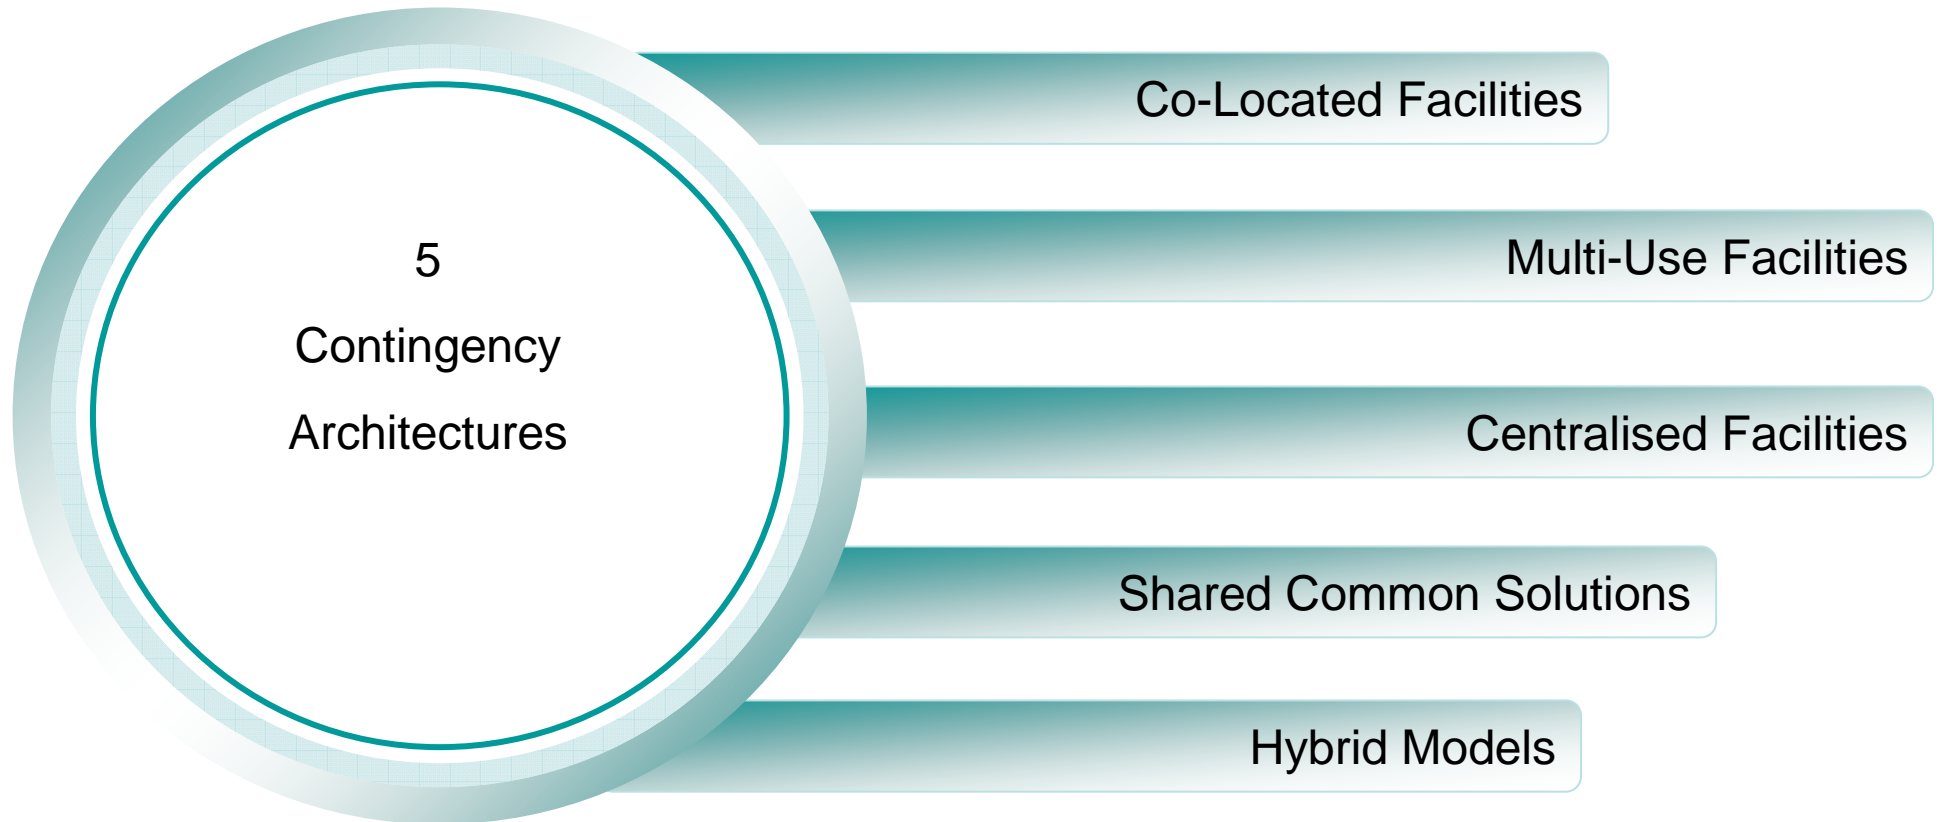 5
Contingency
Architectures
Co-Located Facilities
Multi-Use Facilities
Centralised Facilities
Shared Common Solutions
Hybrid Models